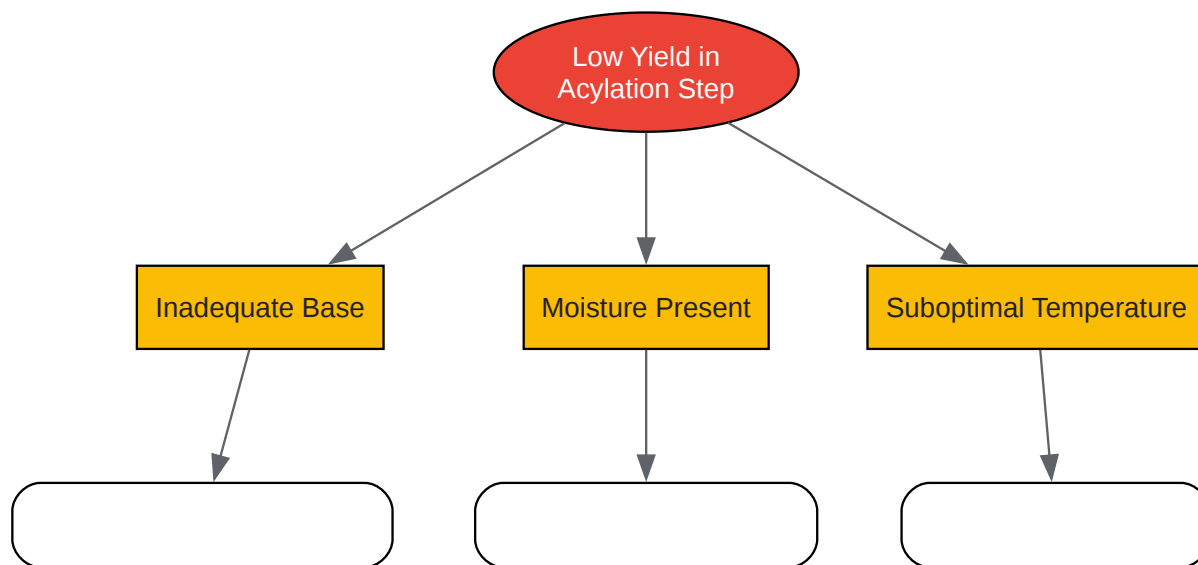 Low Yield in
Acylation Step
Inadequate Base
Moisture Present
Suboptimal Temperature